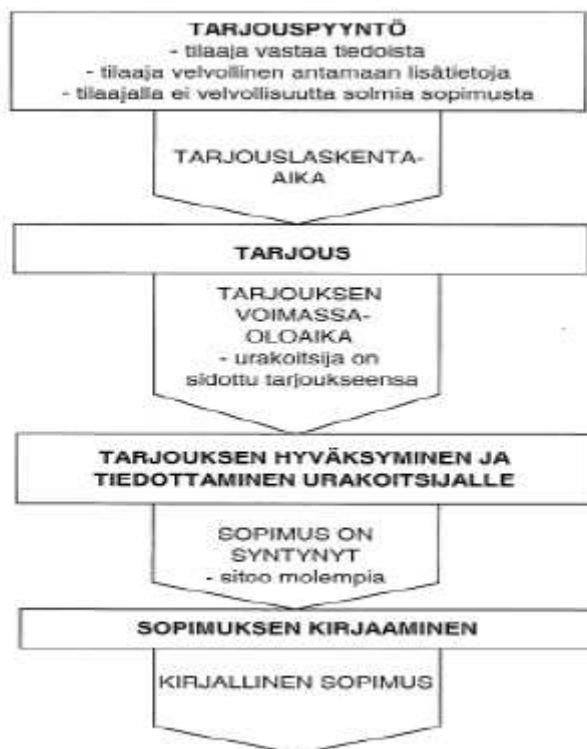 TARJOUSPYYNTÖ
- tilaaja vastaa tiedoista
- tilaaja velvollinen antamaan lisätietoja
- tilaajalla ei velvollisuutta solmia sopimusta
TARJOUSLASKENTA-
AIKA
TARJOUS
TARJOUKSEN
VOIMASSA-
OLOAIKA
- urakoitsija on
sidottu tarjoukseensa
TARJOUKSEN HYVÄKSYMINEN JA
TIEDOTTAMINEN URAKOITSIJALLE
SOPIMUS ON
SYNTYNYT
- sitoo molempia
SOPIMUKSEN KIRJAAMINEN
KIRJALLINEN SOPIMUS